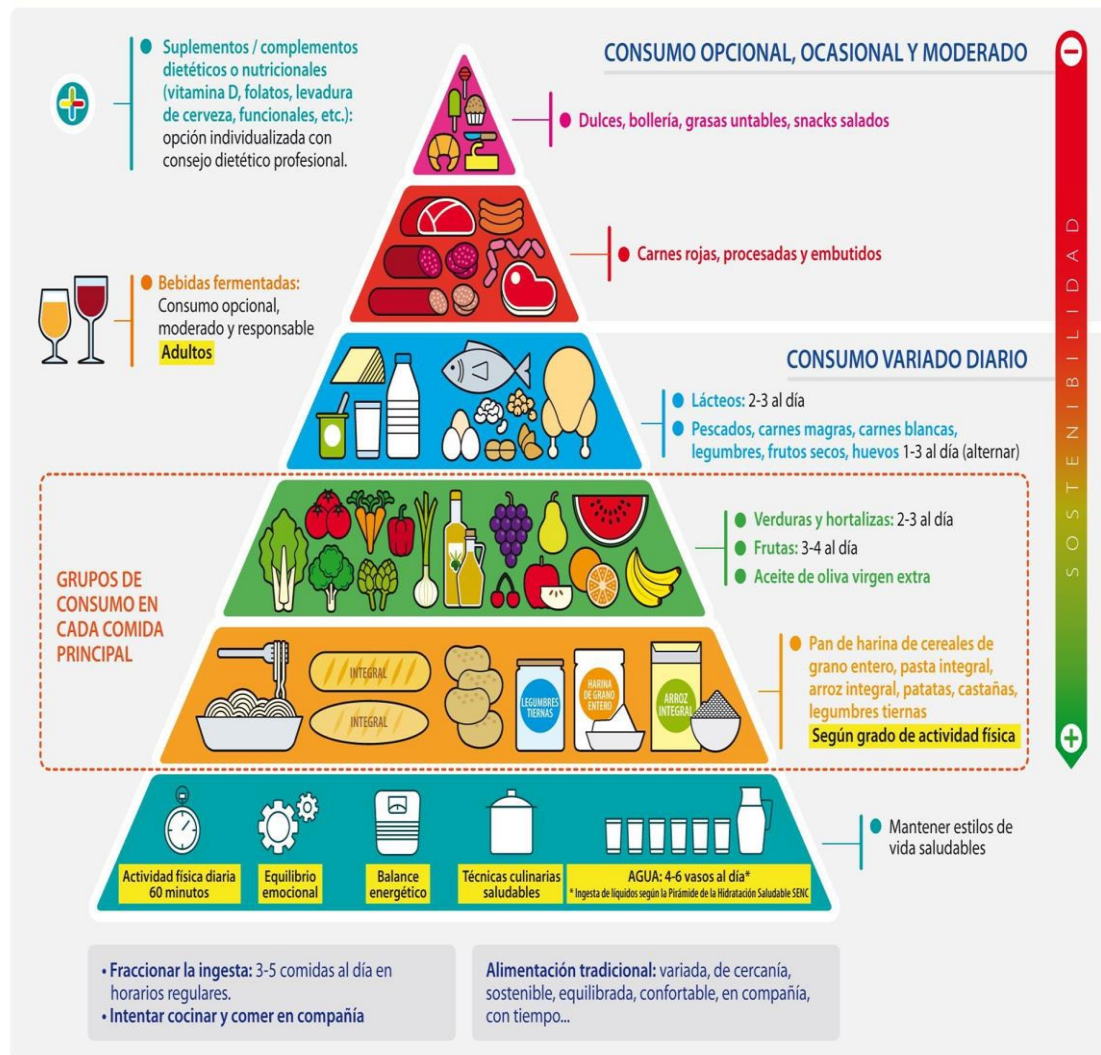 Suplementos / complementos
dietéticos o nutricionales
(vitamina D, folatos, levadura
de cerveza, funcionales, etc.):
opción individualizada con
consejo dietético profesional.
CONSUMO OPCIONAL, OCASIONAL Y MODERADO
Dulces, bollería, grasas untables, snacks salados
Carnes rojas, procesadas y embutidos
Bebidas fermentadas:
Consumo opcional,
moderado y responsable
Adultos
CONSUMO VARIADO DIARIO
Lácteos: 2-3 al día
Pescados, carnes magras, carnes blancas,
legumbres, frutos secos, huevos 1-3 al día (alternar)
SOSTENIBILIDAD
GRUPOS DE
CONSUMO EN
CADA COMIDA
PRINCIPAL
Verduras y hortalizas: 2-3 al día
Frutas: 3-4 al día
Aceite de oliva virgen extra
INTEGRAL
INTEGRAL
LEGUMBRES
TIERNAS
HARINA
DE GRANO
ENTERO
ARROZ
INTEGRAL
Pan de harina de cereales de
grano entero, pasta integral,
arroz integral, patatas, castañas,
legumbres tiernas
Según grado de actividad física
Actividad física diaria
60 minutos
Equilibrio
emocional
Balance
energético
Técnicas culinarias
saludables
AGUA: 4-6 vasos al día*
* Ingesta de líquidos según la Pirámide de la Hidratación Saludable SENC
Mantener estilos de
vida saludables
• Fraccionar la ingesta: 3-5 comidas al día en
horarios regulares.
• Intentar cocinar y comer en compañía
Alimentación tradicional: variada, de cercanía,
sostenible, equilibrada, confortable, en compañía,
con tiempo...